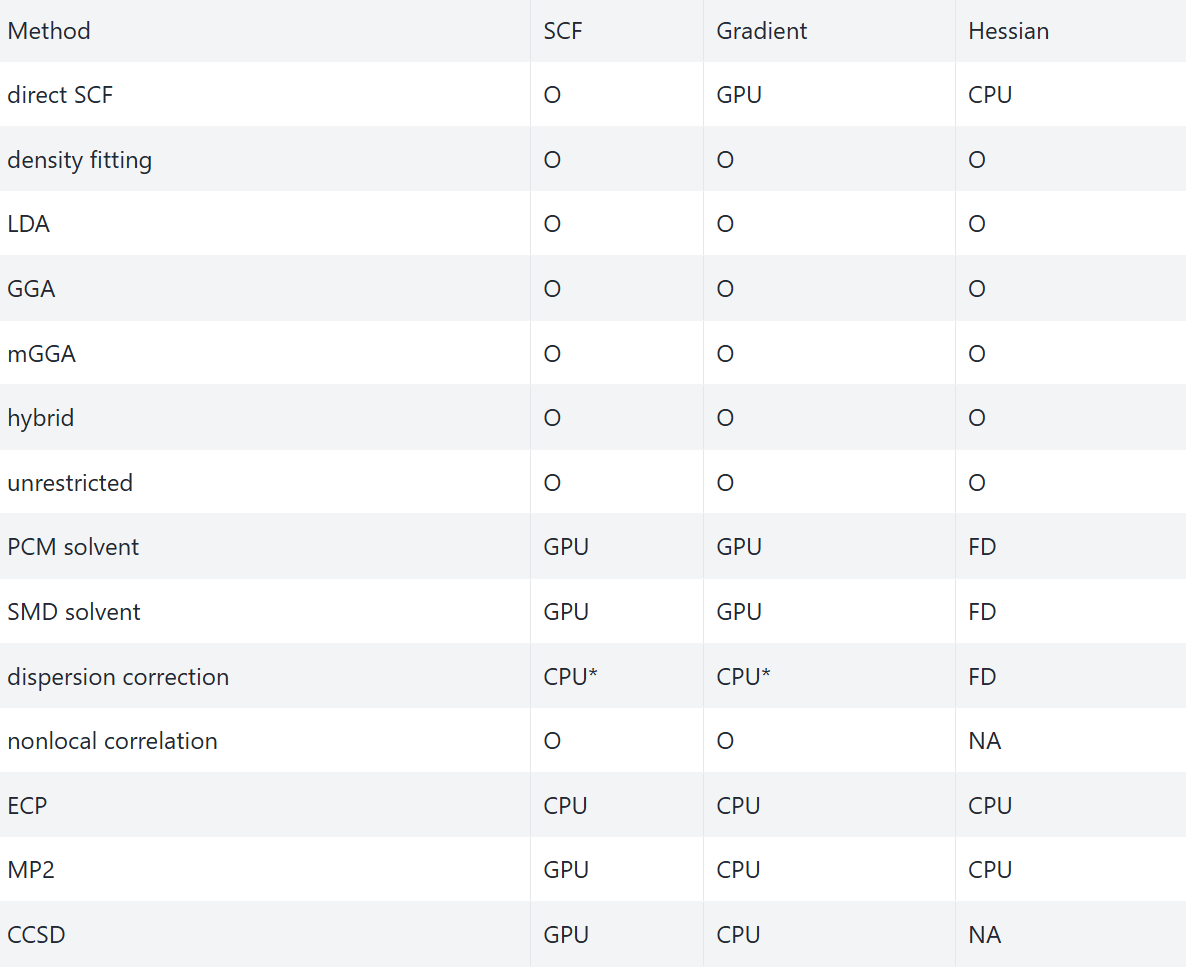 Method SCF Gradient Hessian
direct SCF O GPU CPU
density fitting O O O
LDA O O O
GGA O O O
mGGA O O O
hybrid O O O
unrestricted O O O
PCM solvent GPU GPU FD
SMD solvent GPU GPU FD
dispersion correction CPU* CPU* FD
nonlocal correlation O O NA
ECP CPU CPU CPU
MP2 GPU CPU CPU
CCSD GPU CPU NA